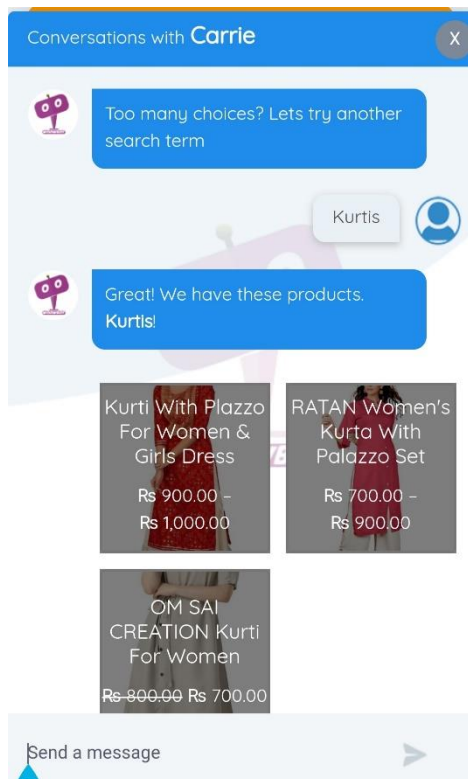 Conversations with Carrie
X
Too many choices? Lets try another
search term
Kurtis
Great! We have these products.
Kurtis!
Kurti With Plazzo
For Women &
Girls Dress
Rs 900.00 –
Rs 1,000.00
RATAN Women's
Kurta With
Palazzo Set
Rs 700.00 –
Rs 900.00
OM SAI
CREATION Kurti
For Women
Rs 800.00 Rs 700.00
Send a message